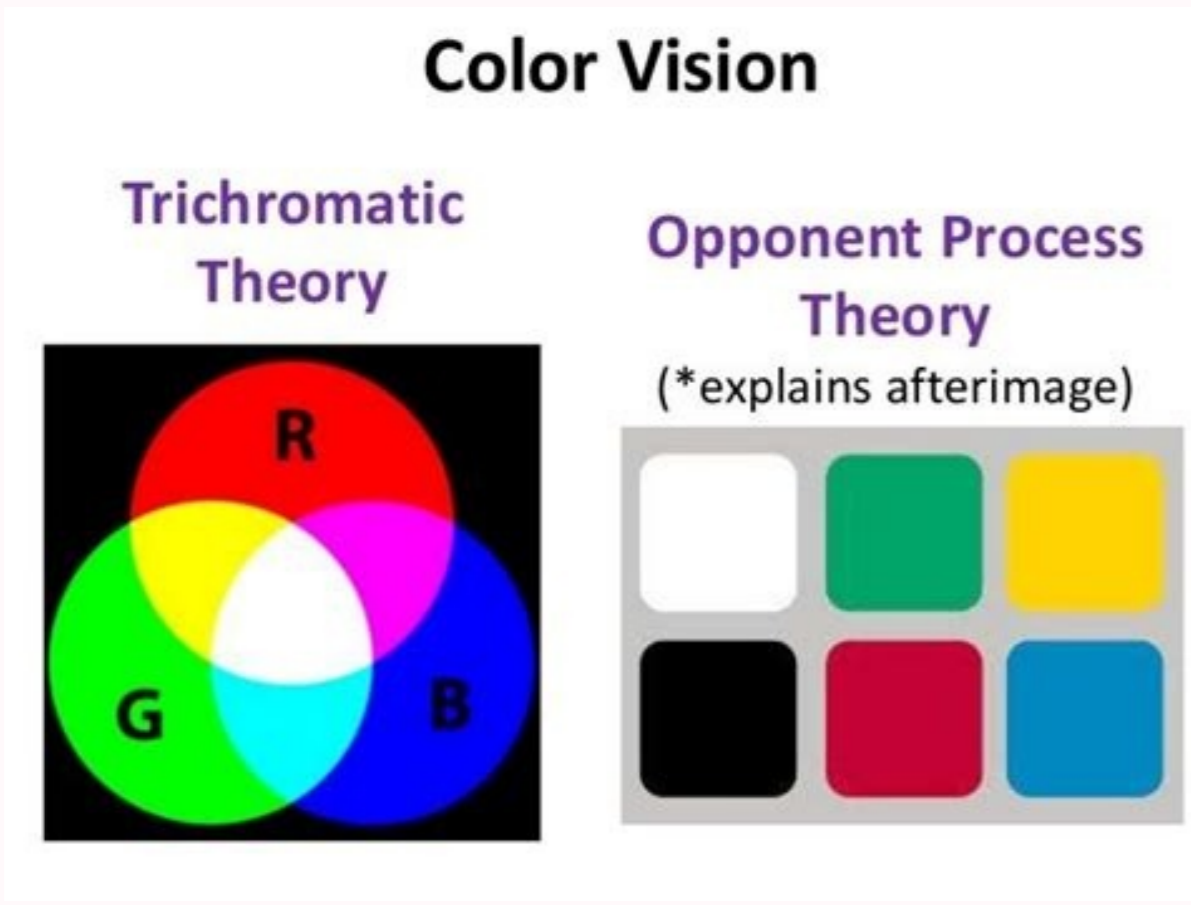 Color Vision
Trichromatic
Theory
R
G
B
Opponent Process
Theory
(*explains afterimage)